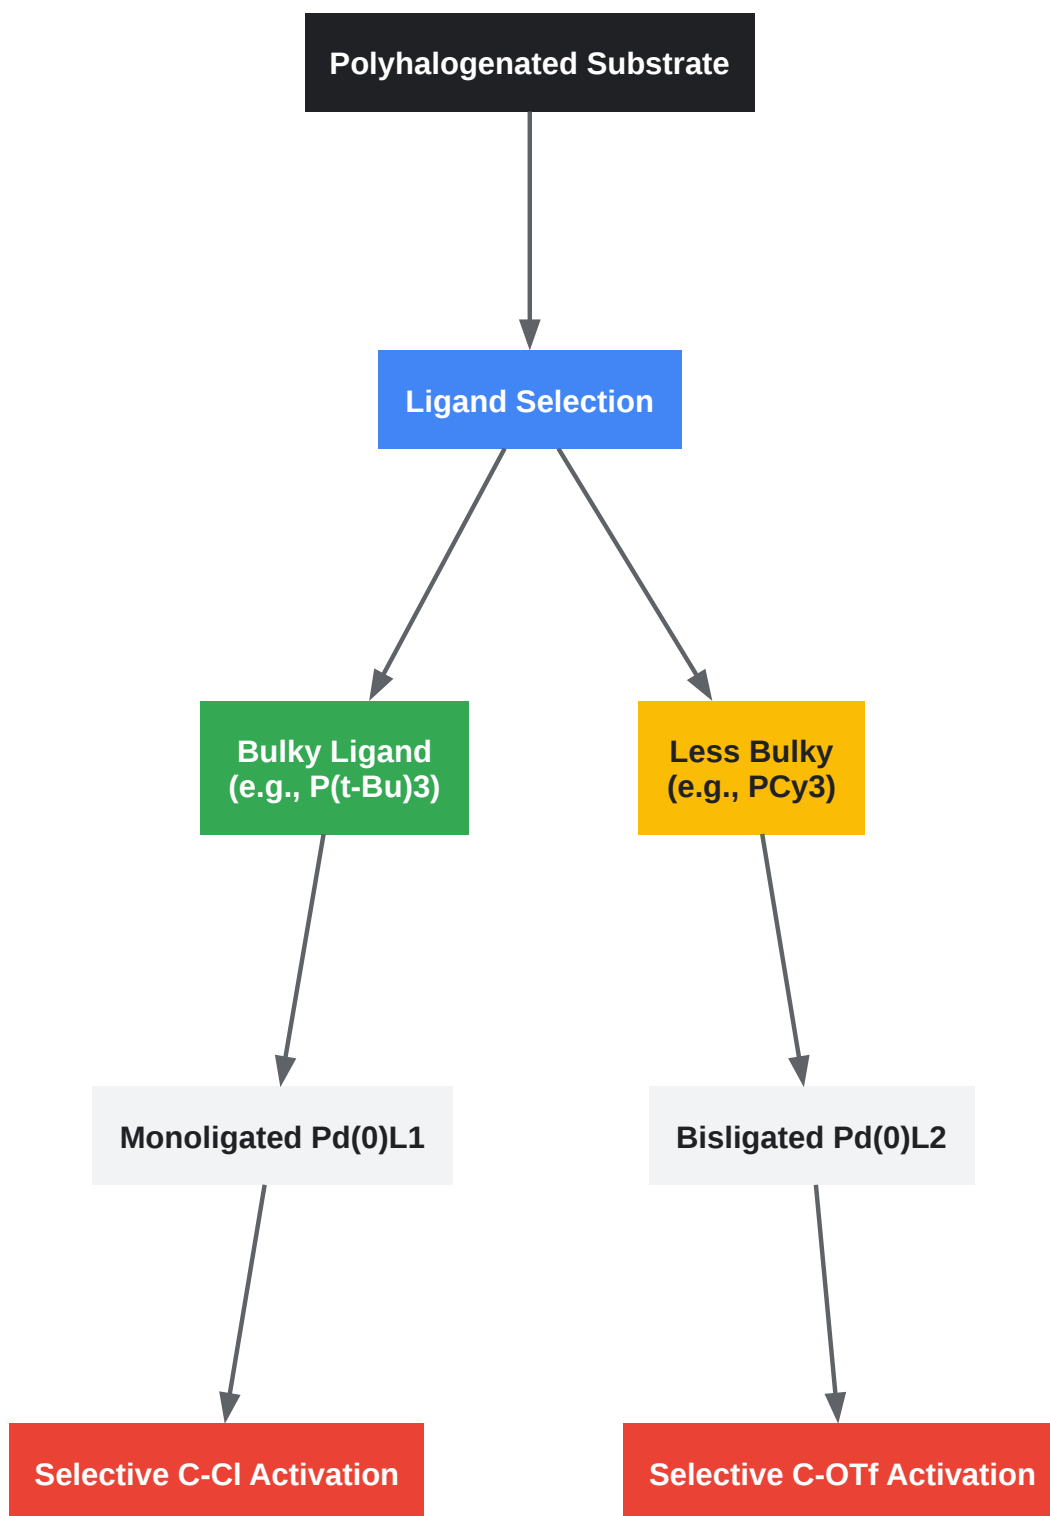 Polyhalogenated Substrate
Ligand Selection
Bulky Ligand
(e.g., P(t-Bu)3)
Less Bulky
(e.g., PCy3)
Monoligated Pd(0)L1
Bisligated Pd(0)L2
Selective C-Cl Activation
Selective C-OTf Activation